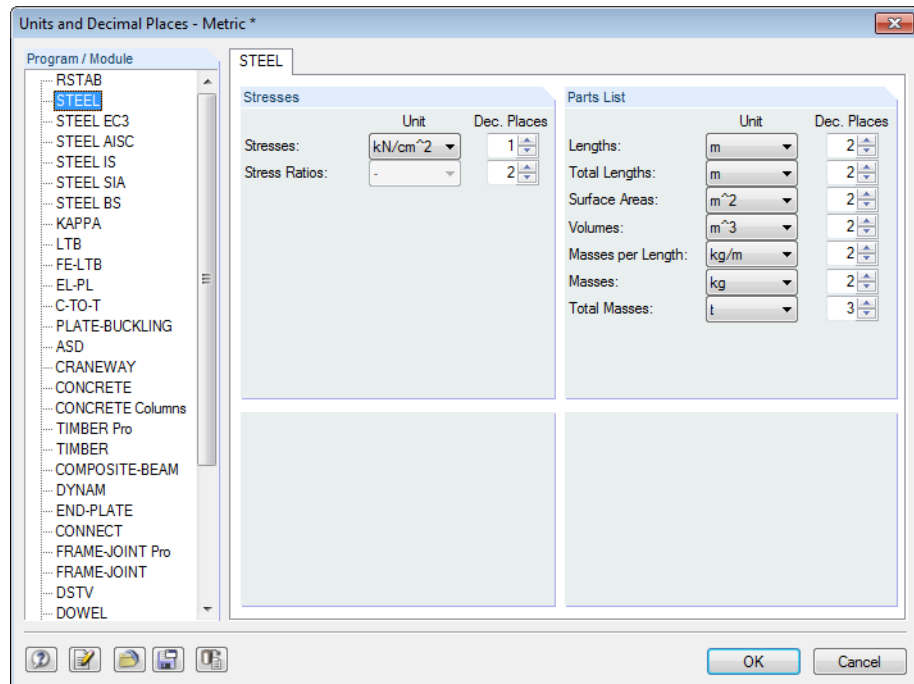 Units and Decimal Places - Metric *
Program / Module
RSTAB
STEEL
STEEL EC3
STEEL AISC
STEEL IS
STEEL SIA
STEEL BS
KAPPA
LTB
FE-LTB
EL-PL
C-TO-T
PLATE-BUCKLING
ASD
CRANEWAY
CONCRETE
CONCRETE Columns
TIMBER Pro
TIMBER
COMPOSITE-BEAM
DYNAM
END-PLATE
CONNECT
FRAME-JOINT Pro
FRAME-JOINT
DSTV
DOWEL
STEEL
Stresses
Unit Dec. Places
Stresses: kN/cm^2 1
Stress Ratios: - 2
Parts List
Unit Dec. Places
Lengths: m 2
Total Lengths: m 2
Surface Areas: m^2 2
Volumes: m^3 2
Masses per Length: kg/m 2
Masses: kg 2
Total Masses: t 3
OK Cancel